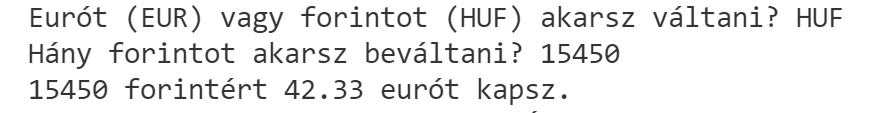 Eurót (EUR) vagy forintot (HUF) akarsz váltani? HUF
Hány forintot akarsz beváltani? 15450
15450 forintért 42.33 eurót kapsz.